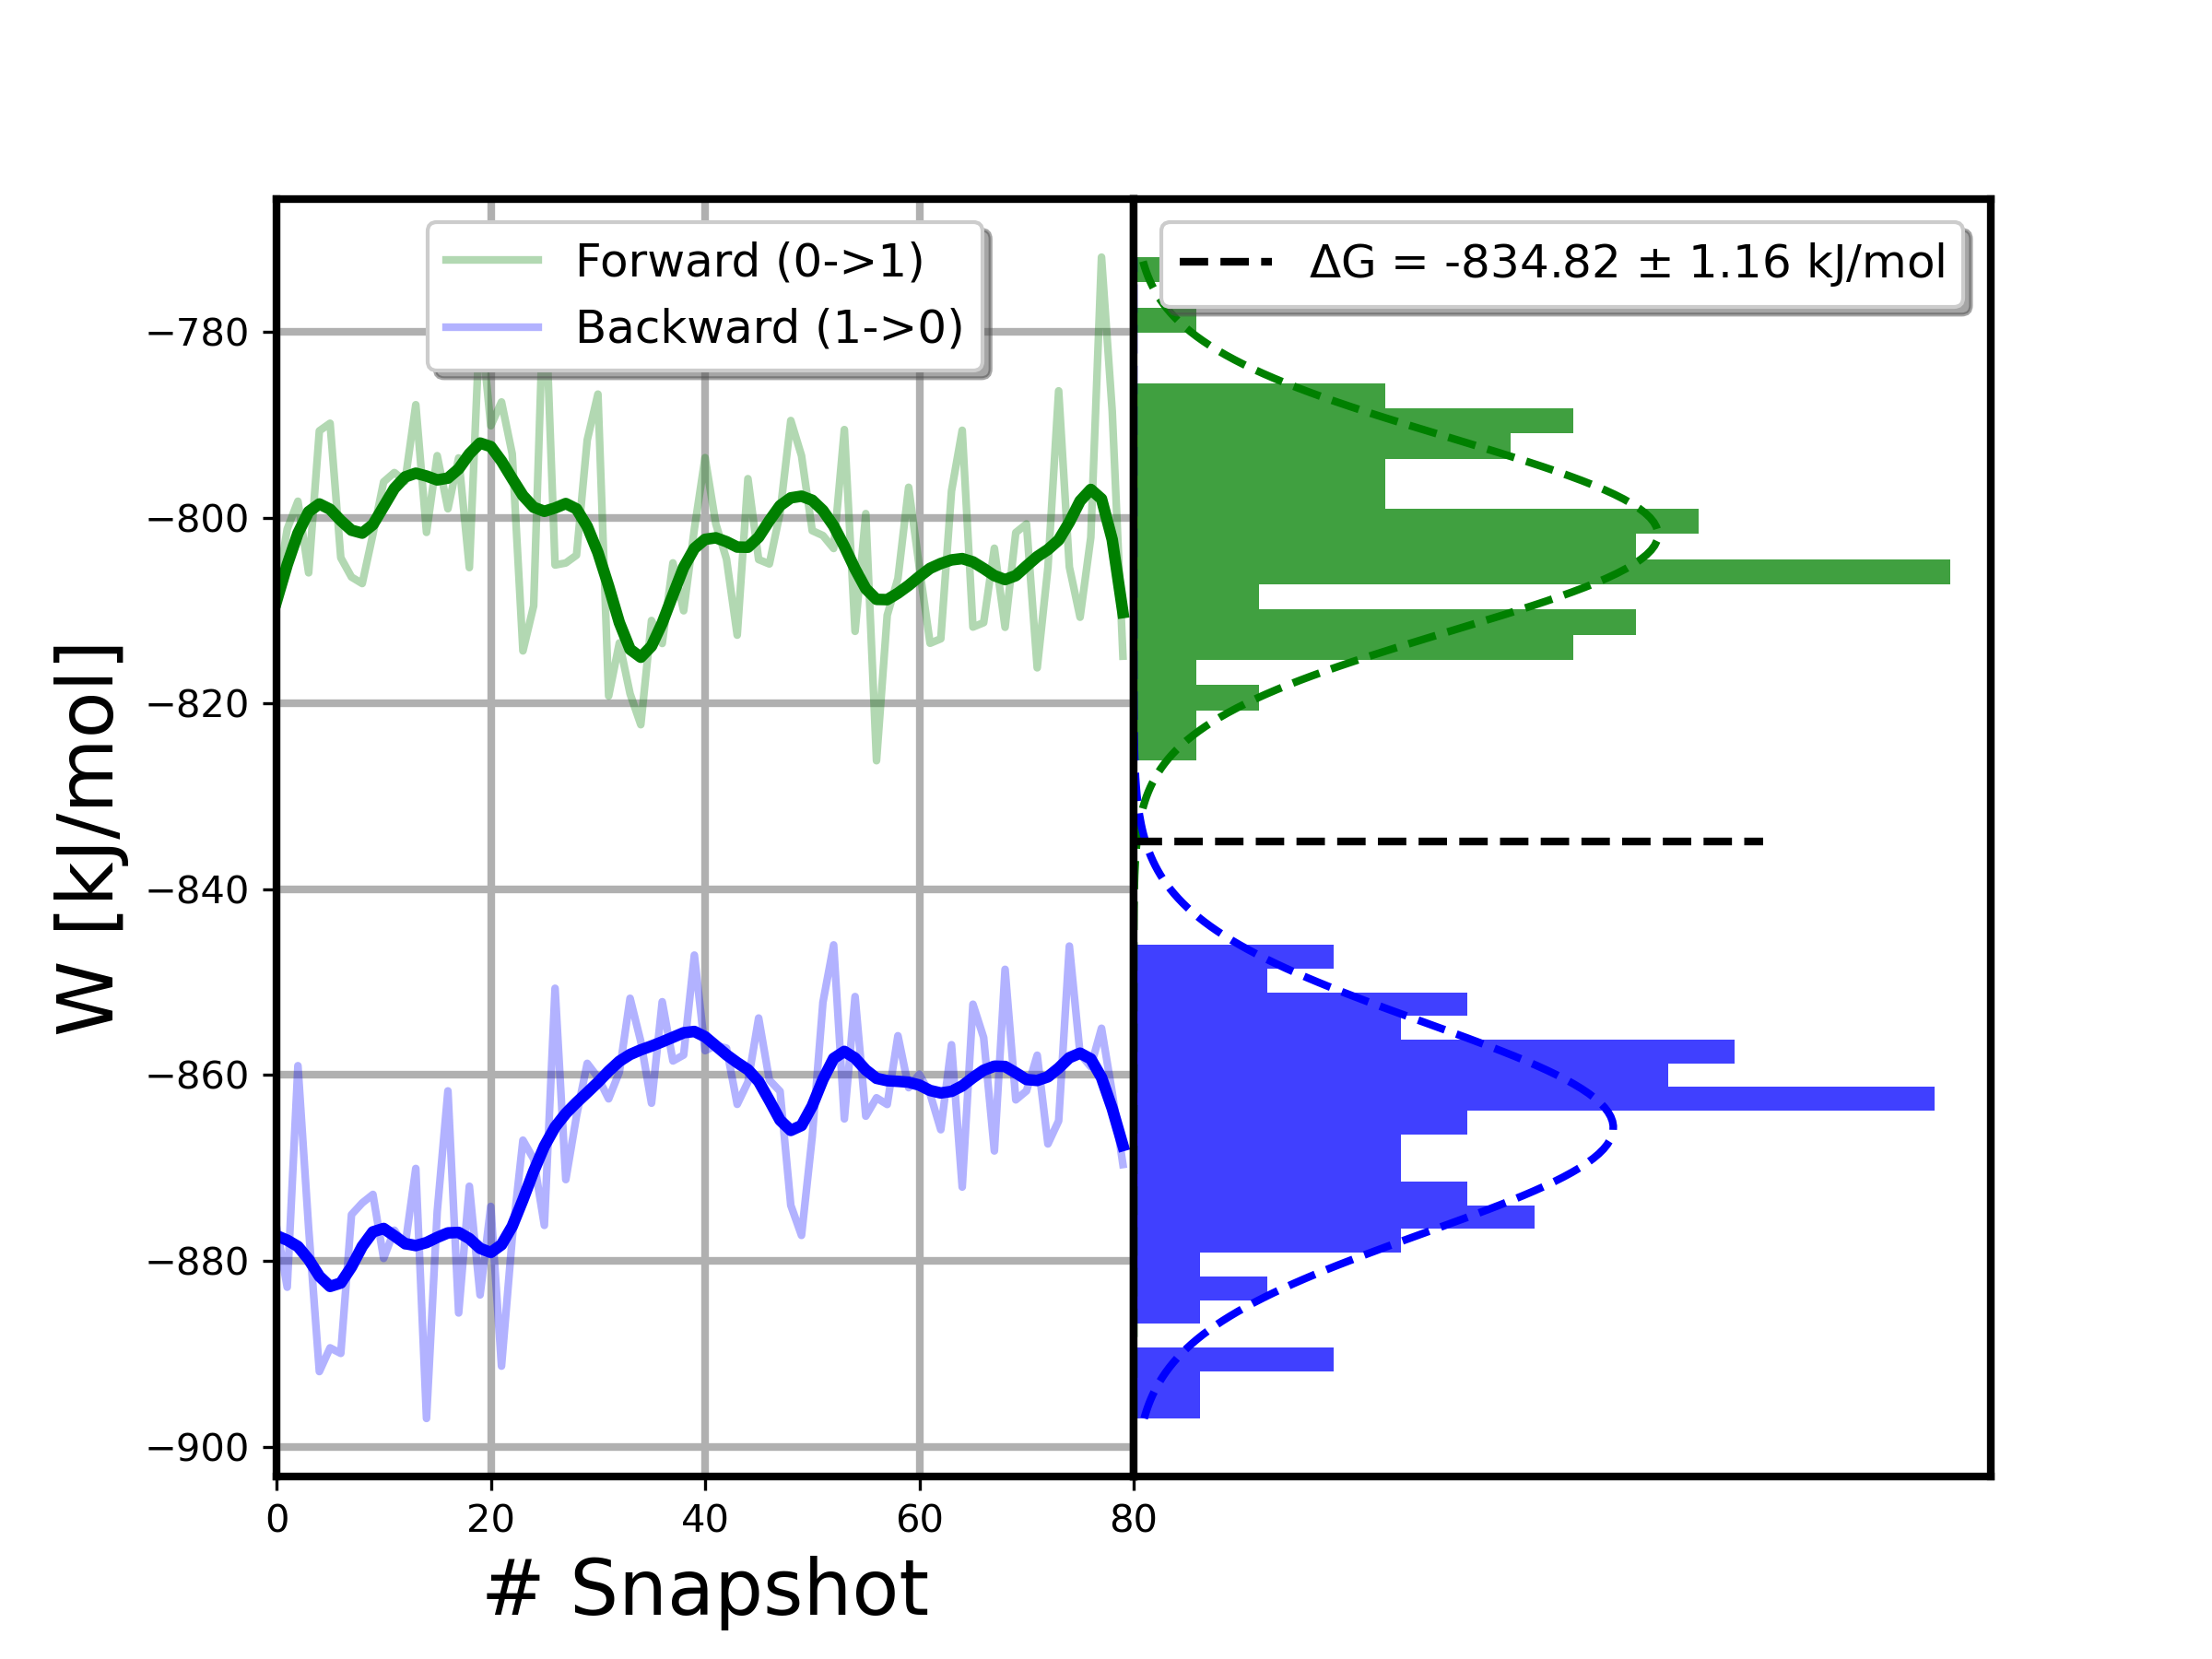 Forward (0->1)
Backward (1->0)
ΔG = -834.82 ± 1.16 kJ/mol
W [kJ/mol]
−780
−800
−820
−840
−860
−880
−900
0 20 40 60 80
# Snapshot